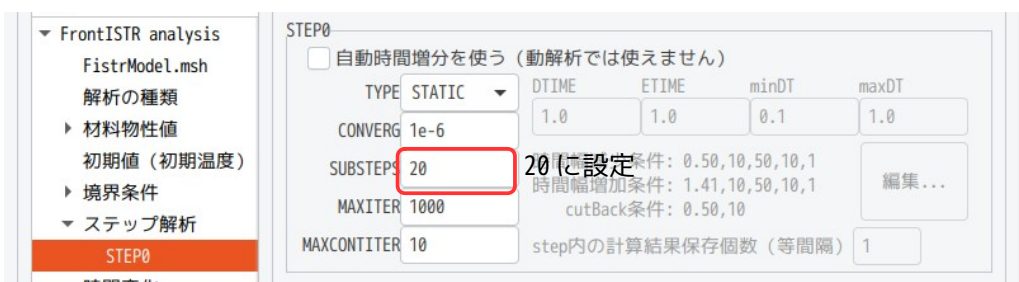 FrontISTR analysis
FistrModel.msh
解析の種類
材料物性値
初期値（初期温度）
境界条件
ステップ解析
STEP0
STEP0
自動時間増分を使う（動解析では使えません）
TYPE STATIC
CONVERG 1e-6
SUBSTEPS 20
MAXITER 1000
MAXCONTITER 10
DTIME ETIME minDT maxDT
1.0 1.0 0.1 1.0
20に設定
条件: 0.50,10,50,10,1
時間幅増加条件: 1.41,10,50,10,1
cutBack条件: 0.50,10
編集...
step内の計算結果保存個数（等間隔） 1